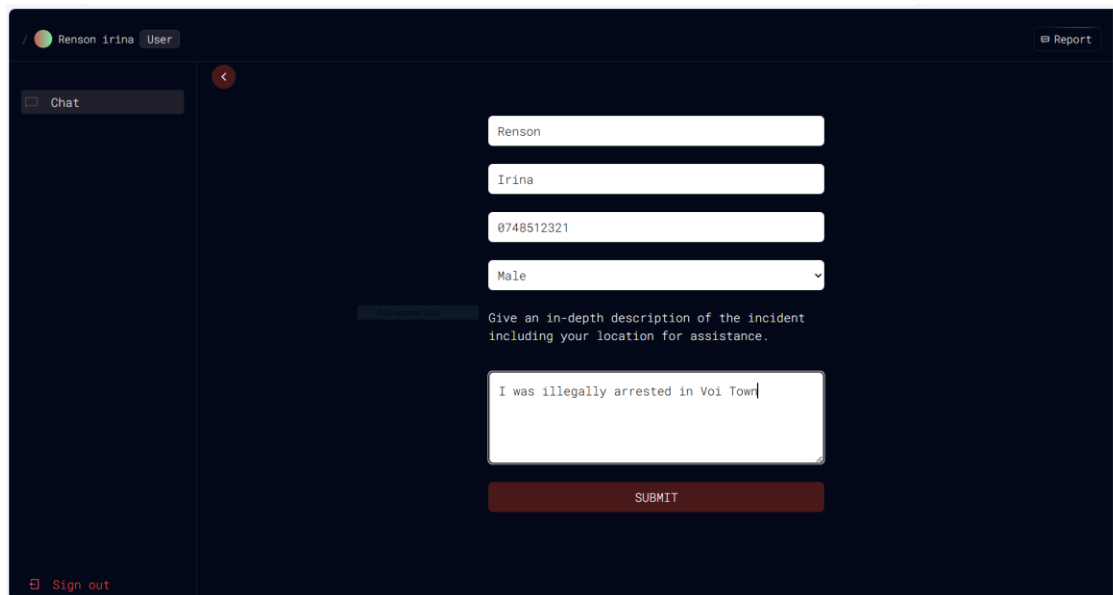 / Renson irina User
Report
Chat
Renson
Irina
0748512321
Male
Give an in-depth description of the incident
including your location for assistance.
I was illegally arrested in Voi Town
SUBMIT
Sign out